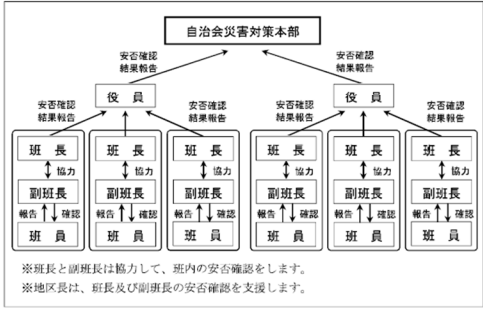 自治会災害対策本部
安否確認
結果報告
安否確認
結果報告
役 員
役 員
安否確認
結果報告
安否確認
結果報告
安否確認
結果報告
安否確認
結果報告
班 長 班 長 班 長 班 長 班 長 班 長
協力 協力 協力 協力 協力 協力
副班長 副班長 副班長 副班長 副班長 副班長
報告 確認 報告 確認 報告 確認 報告 確認 報告 確認 報告 確認
班 員 班 員 班 員 班 員 班 員 班 員
※班長と副班長は協力して、班内の安否確認をします。
※地区長は、班長及び副班長の安否確認を支援します。